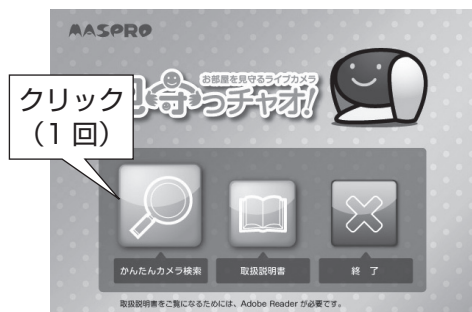 MASPRO
お部屋を見守るライブカメラ
守っチャオ!
クリック
(1回)
かんたんカメラ検索
取扱説明書
終 了
取扱説明書をご覧になるためには、Adobe Reader が必要です。